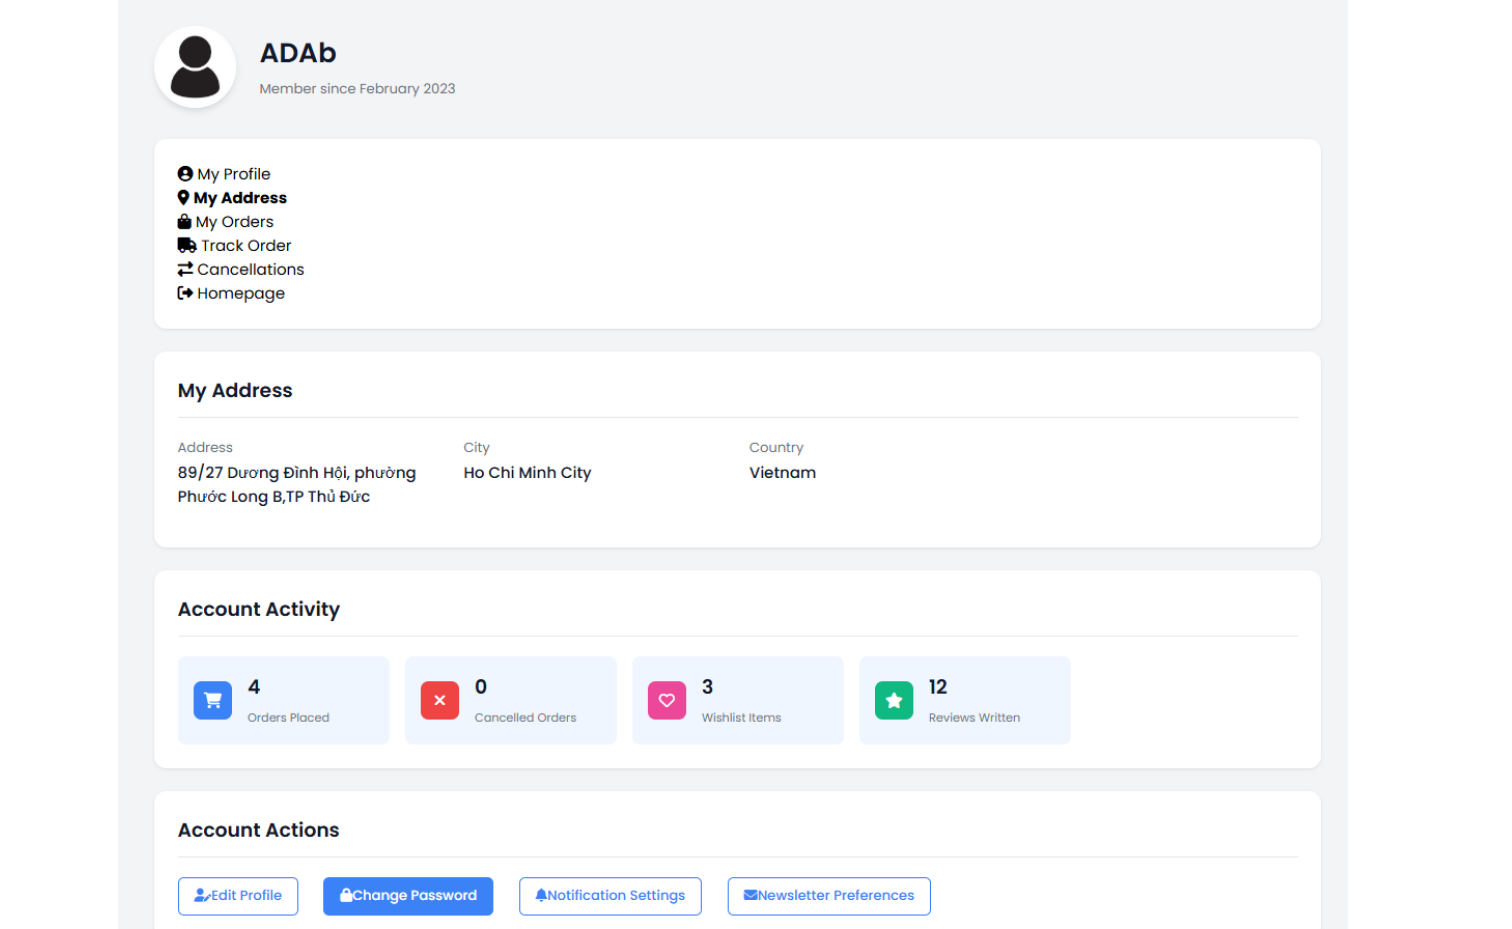 ADAb
Member since February 2023
My Profile
My Address
My Orders
Track Order
Cancellations
Homepage
My Address
Address
89/27 Dương Đình Hội, phường
Phước Long B,TP Thủ Đức
City
Ho Chi Minh City
Country
Vietnam
Account Activity
4
Orders Placed
0
Cancelled Orders
3
Wishlist Items
12
Reviews Written
Account Actions
Edit Profile
Change Password
Notification Settings
Newsletter Preferences